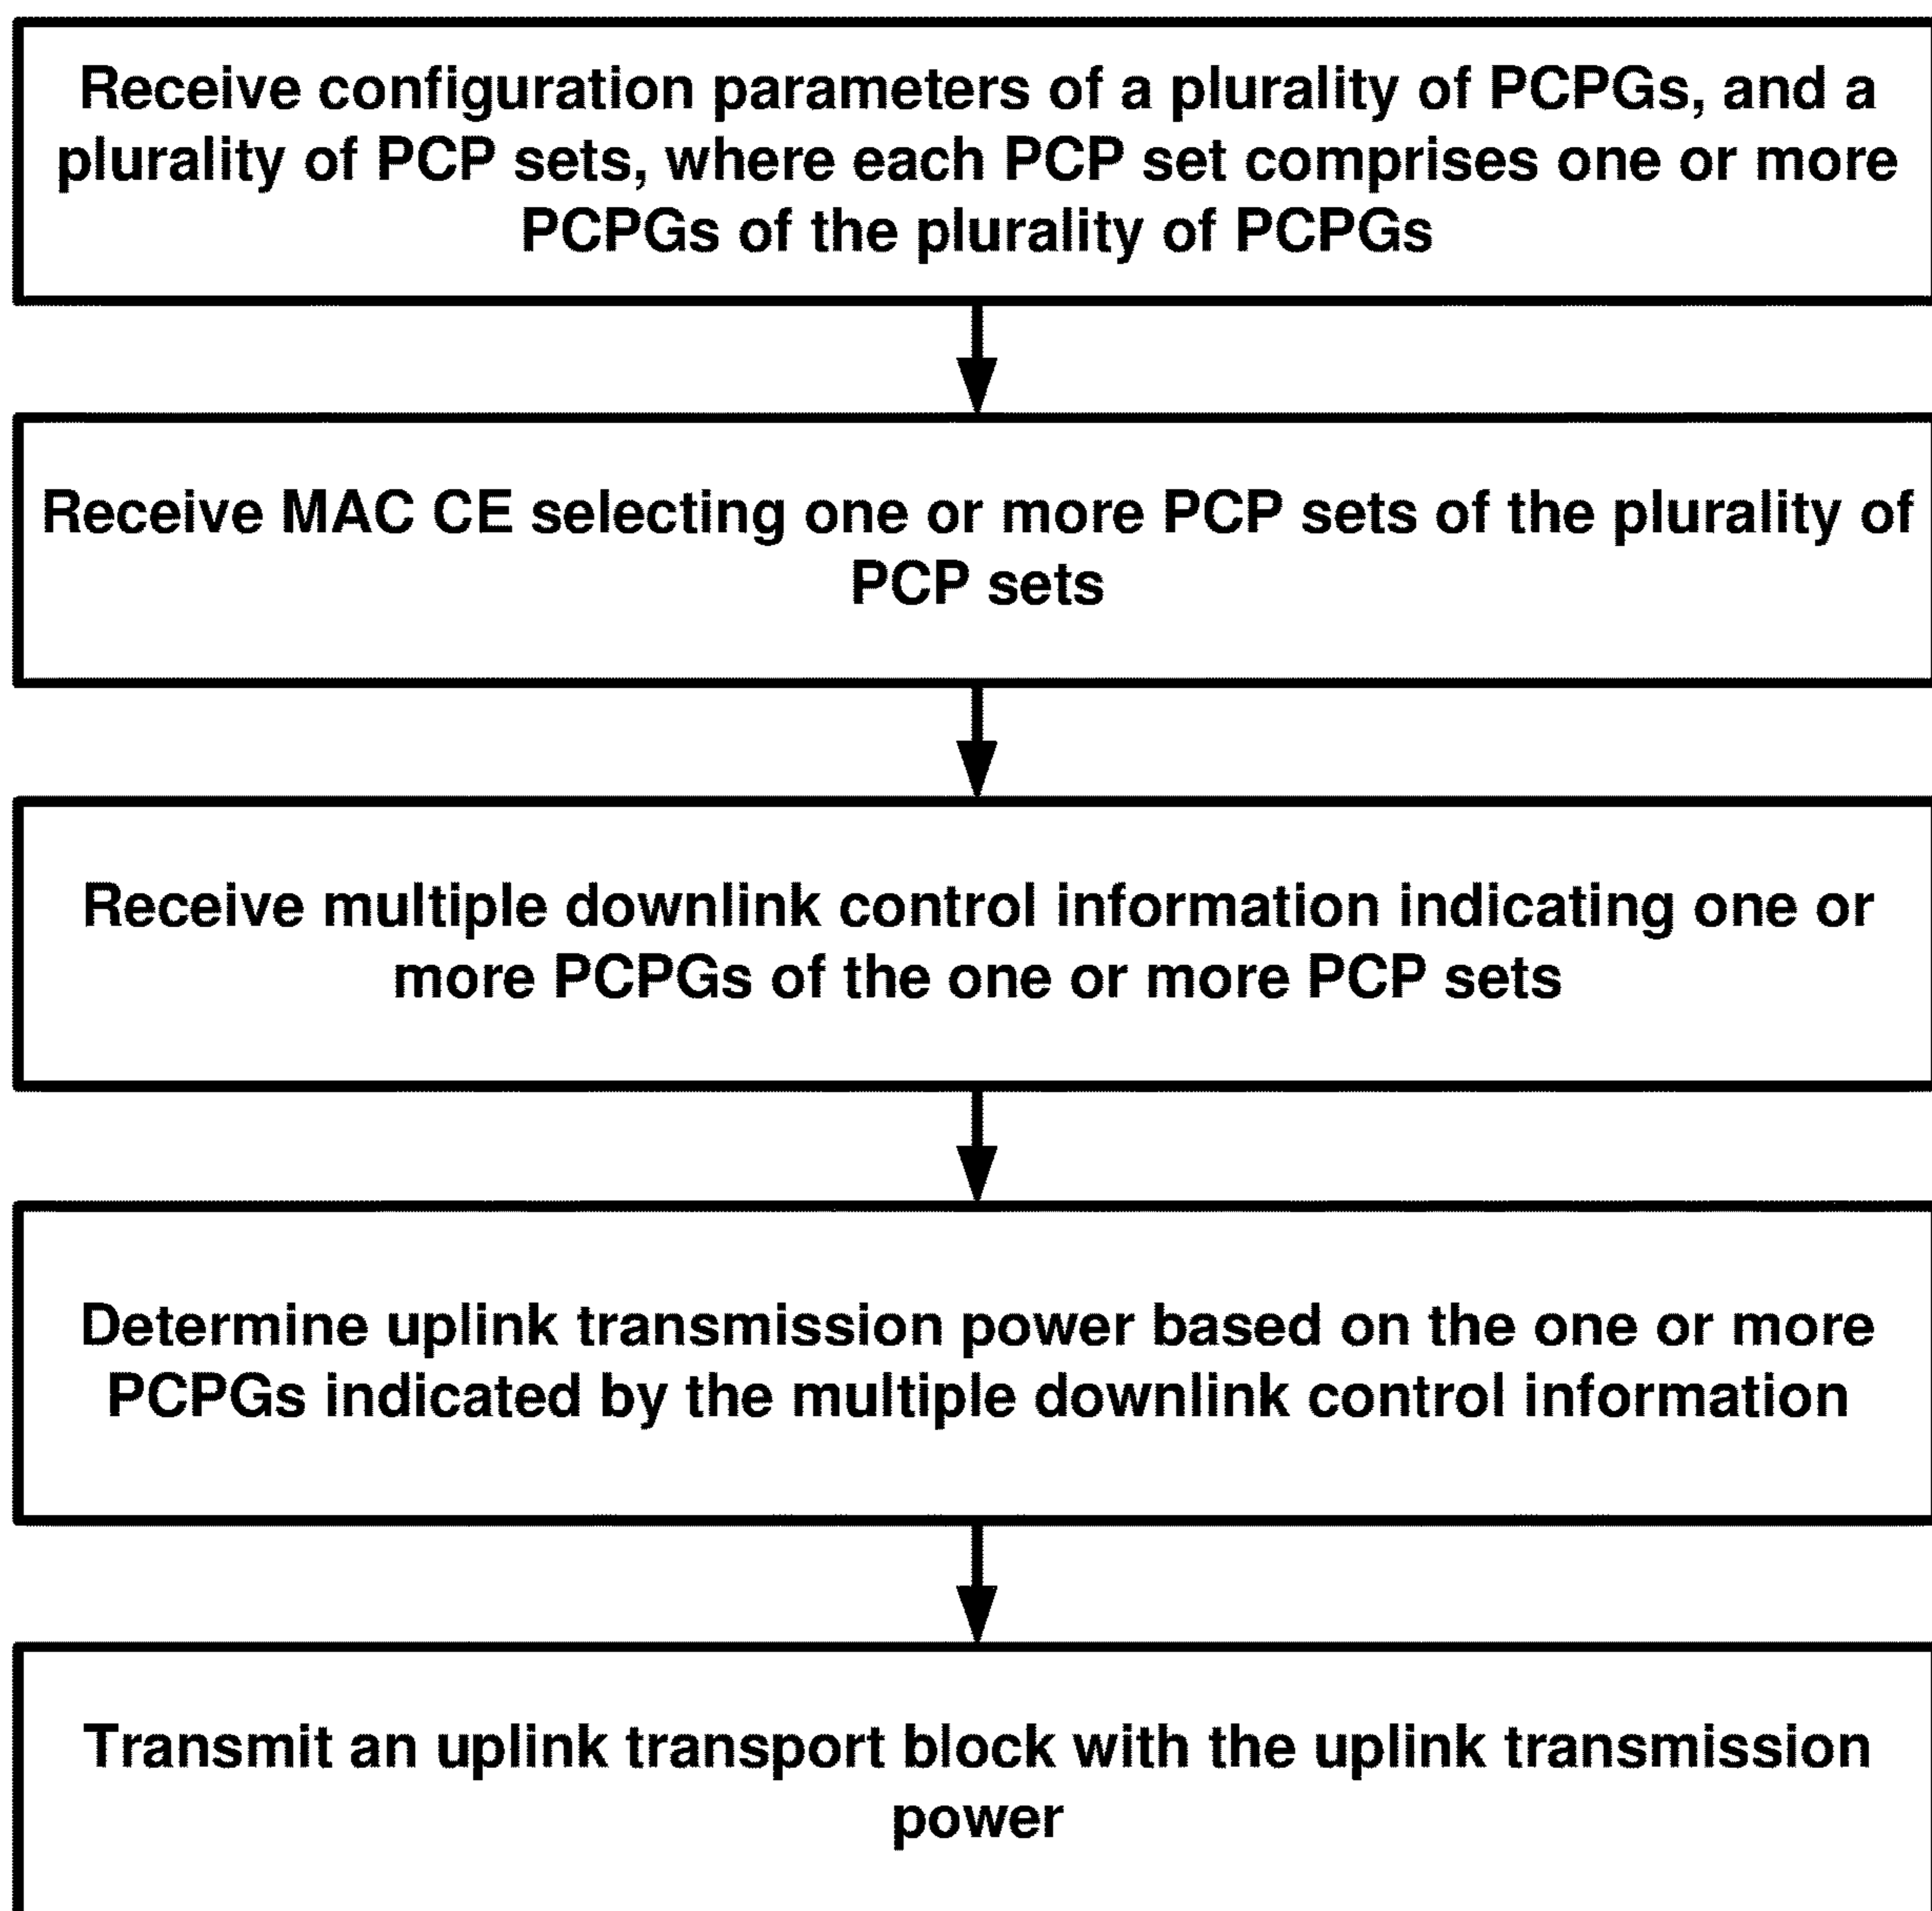 Receive configuration parameters of a plurality of PCPGs, and a
plurality of PCP sets, where each PCP set comprises one or more
PCPGs of the plurality of PCPGs
Receive MAC CE selecting one or more PCP sets of the plurality of
PCP sets
Receive multiple downlink control information indicating one or
more PCPGs of the one or more PCP sets
Determine uplink transmission power based on the one or more
PCPGs indicated by the multiple downlink control information
Transmit an uplink transport block with the uplink transmission
power